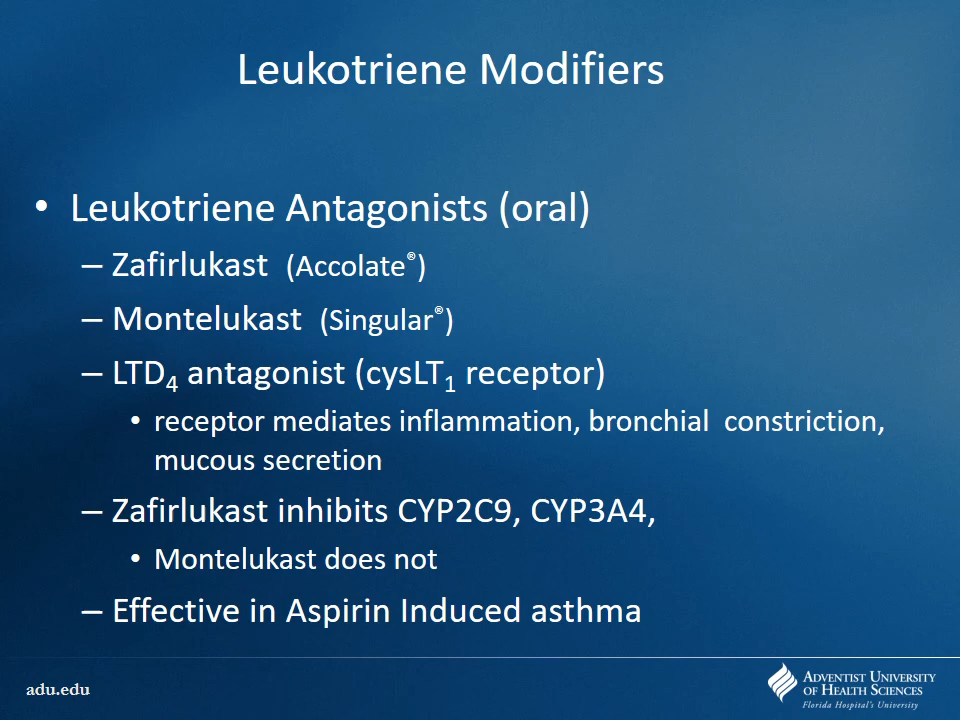 Leukotriene Modifiers
• Leukotriene Antagonists (oral)
– Zafirlukast (Accolate®)
– Montelukast (Singular®)
– LTD₄ antagonist (cysLT₁ receptor)
• receptor mediates inflammation, bronchial constriction,
mucous secretion
– Zafirlukast inhibits CYP2C9, CYP3A4,
• Montelukast does not
– Effective in Aspirin Induced asthma
adu.edu
ADVENTIST UNIVERSITY
OF HEALTH SCIENCES
Florida Hospital's University